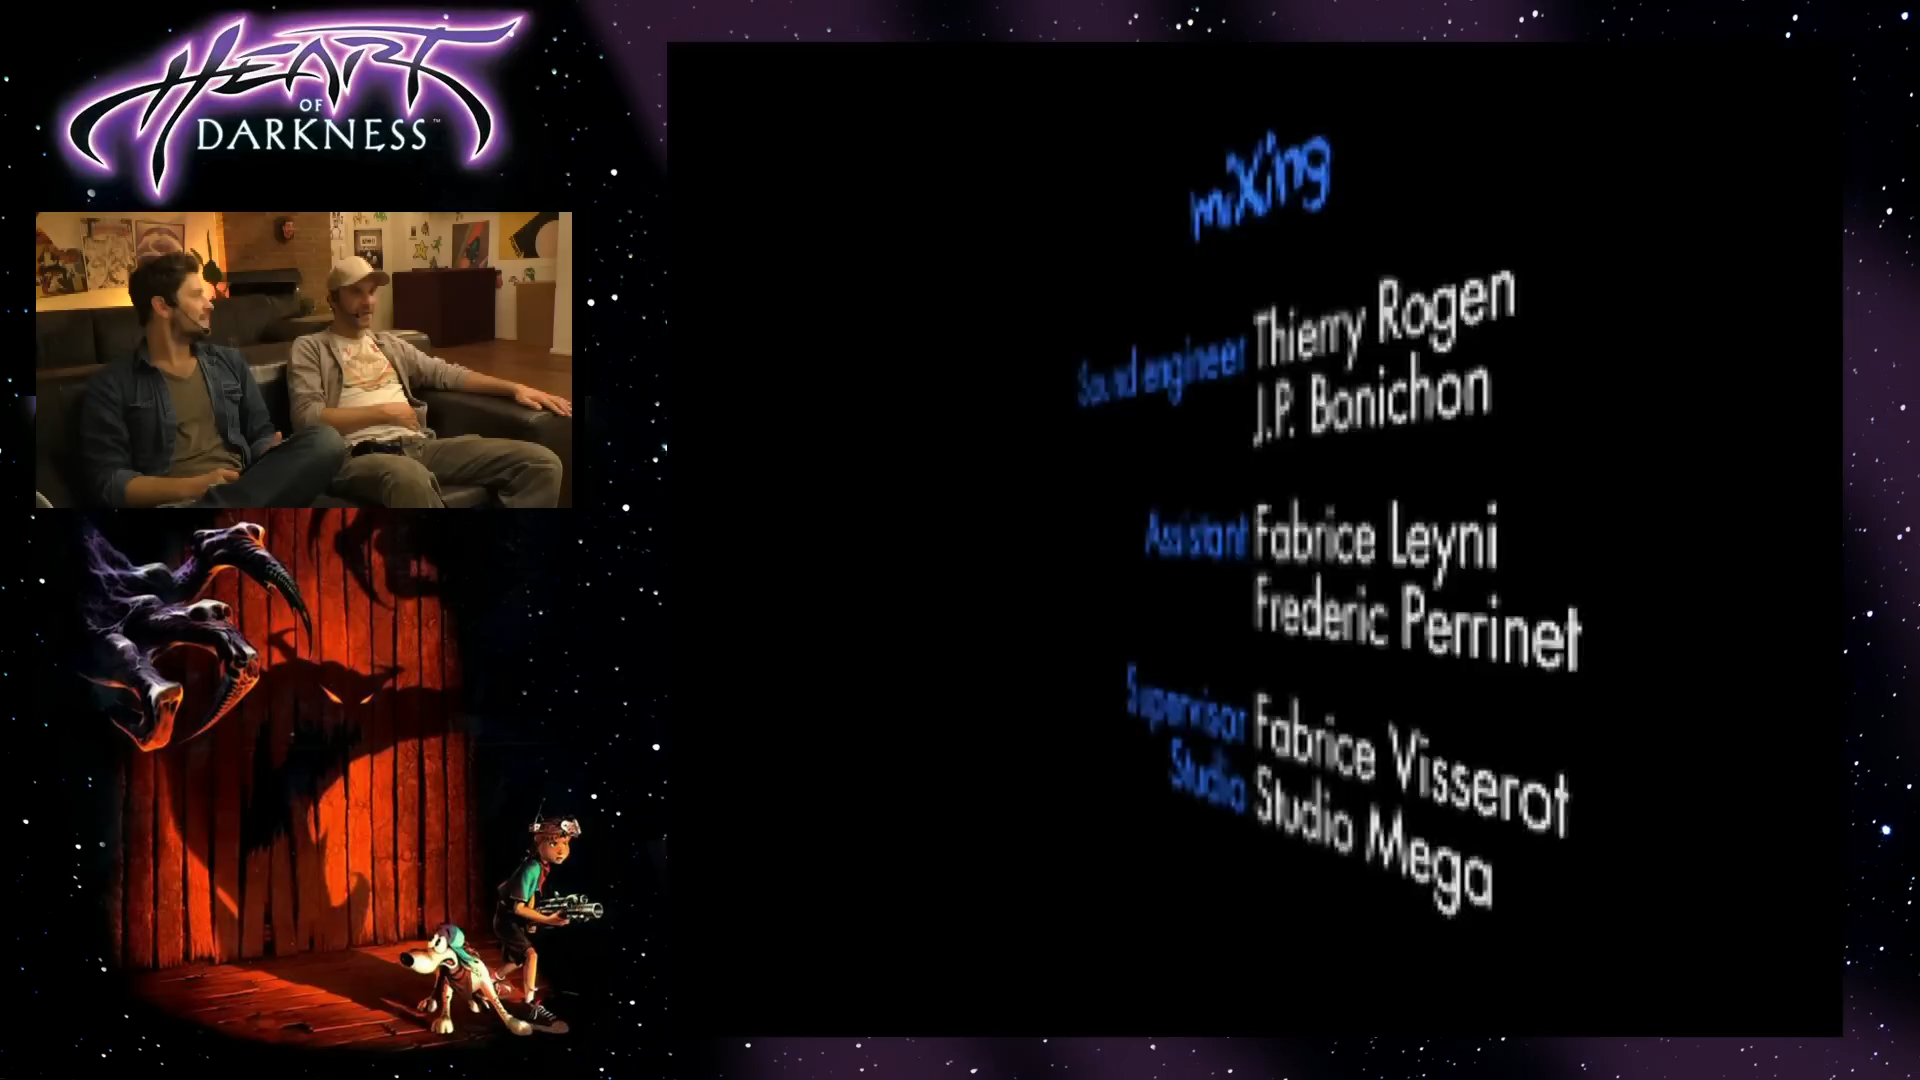 HEART
OF
DARKNESS™
mixing
Sound engineer Thierry Rogen
J.P. Bonichon
Assistant Fabrice Leyni
Frederic Perrinet
Supervisor Fabrice Visserot
Studio Studio Mega